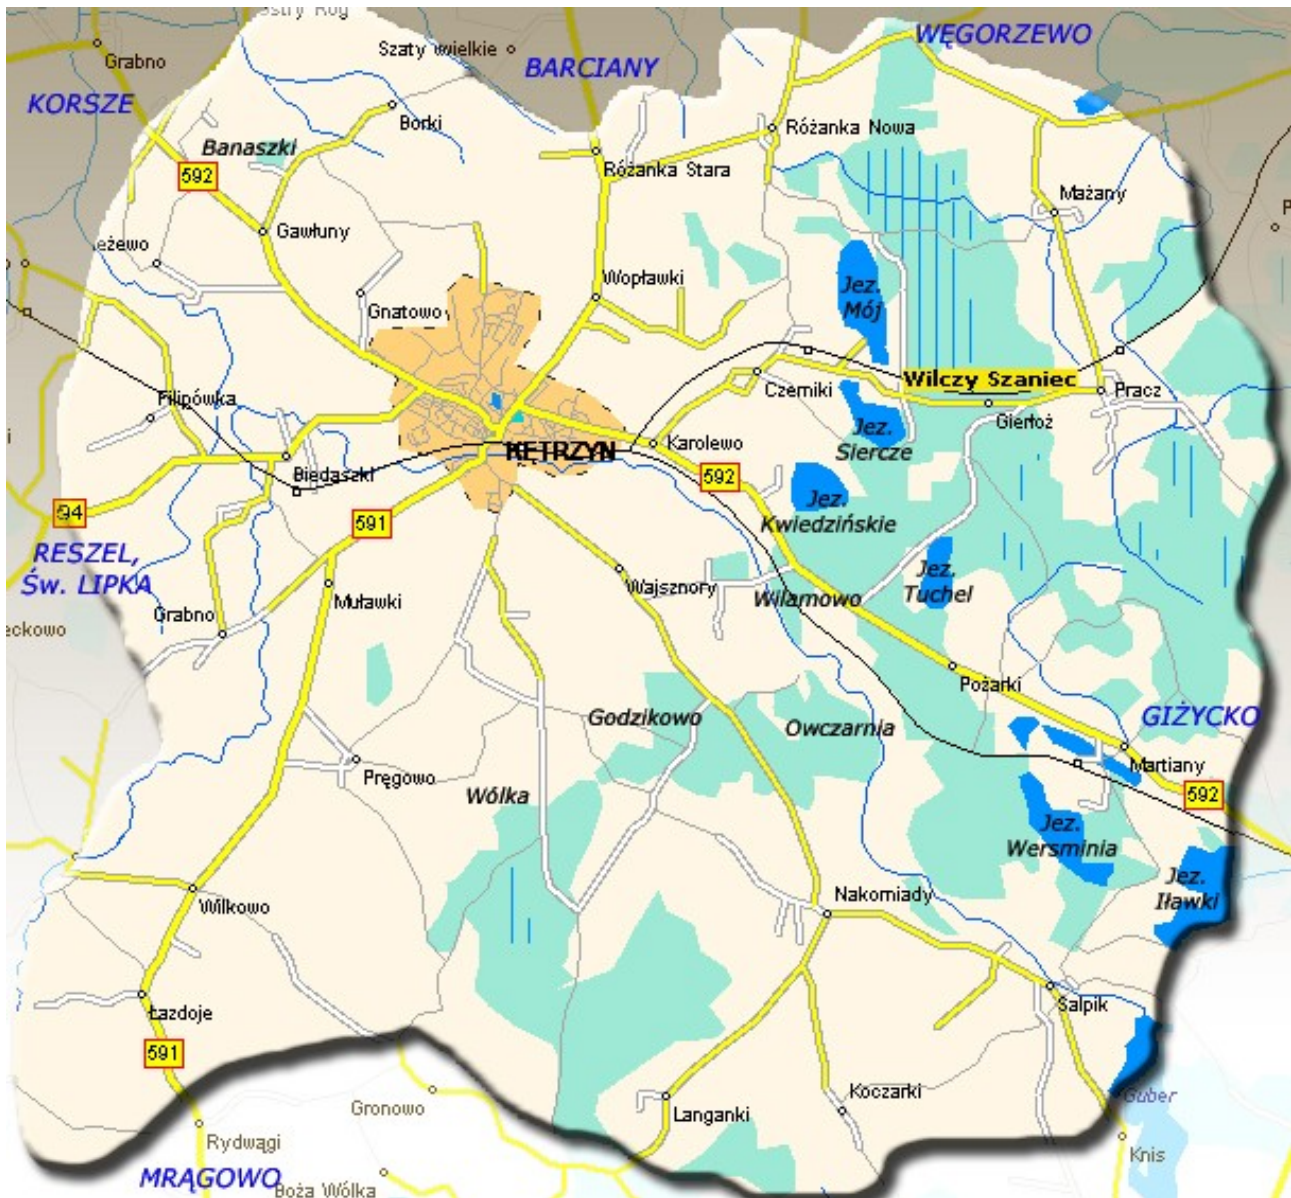 Szaty wielkie
WĘGORZEWO
Grabno
BARCIANY
KORSZE
Borki
Różanka Nowa
Banaszki
592
Różanka Stara
Mażany
Gawłuny
eżewo
Wopławki
Jez.
Mój
Gnatowo
Wilczy Szaniec
Czerniki
Pracz
Filipówka
Gierłoż
Jez.
Siercze
KĘTRZYN
Karolewo
Biedaszki
592
Jez.
Kwiedzińskie
594
591
RESZEL,
Św. LIPKA
Jez.
Tuchel
Muławki
Wajsznory
Wilamowo
Grabno
eckowo
Pożarki
Godzikowo
Owczarnia
GIŻYCKO
Martiany
Pręgowo
Wólka
592
Jez.
Wersminia
Jez.
Iławki
Wilkowo
Nakomiady
Łazdoje
Salpik
591
Koczarki
Guber
Gronowo
Langanki
Rydwągi
Knis
MRĄGOWO
Boża Wólka